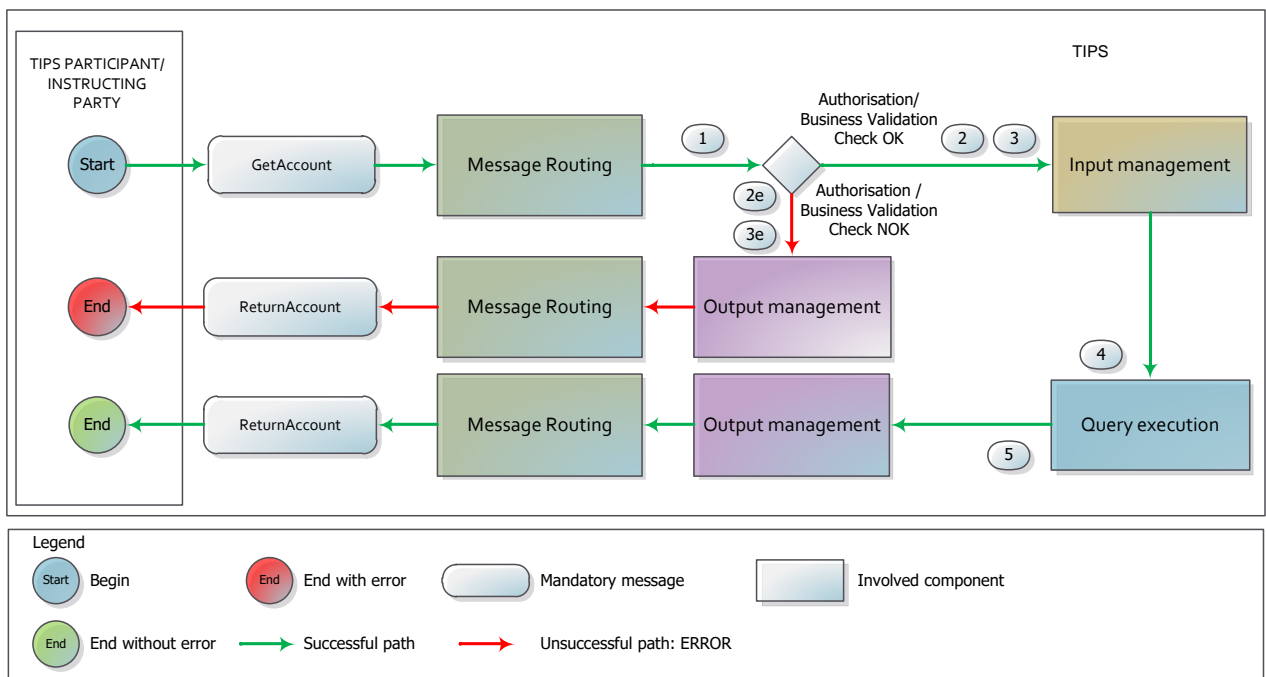 TIPS PARTICIPANT/
INSTRUCTING
PARTY
TIPS
Start
GetAccount
Message Routing
1
Authorisation/
Business Validation
Check OK
2 3
Input management
2e
3e
Authorisation /
Business Validation
Check NOK
End
ReturnAccount
Message Routing
Output management
4
End
ReturnAccount
Message Routing
Output management
5
Query execution
Legend
Start Begin
End End with error
Mandatory message
Involved component
End End without error
Successful path
Unsuccessful path: ERROR